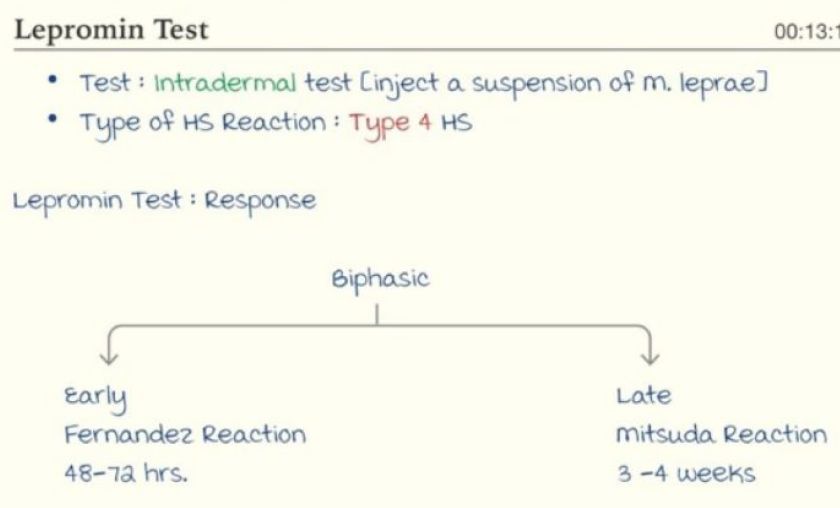 Lepromin Test 00:13:1
• Test : Intradermal test [inject a suspension of m. leprae]
• Type of HS Reaction : Type 4 HS
Lepromin Test : Response
Biphasic
Early
Fernandez Reaction
48-72 hrs.
Late
mitsuda Reaction
3 -4 weeks